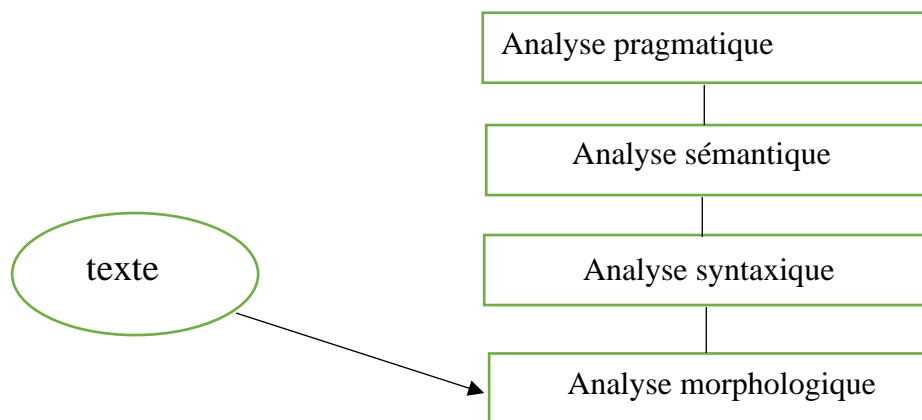 Analyse pragmatique
Analyse sémantique
texte
Analyse syntaxique
Analyse morphologique